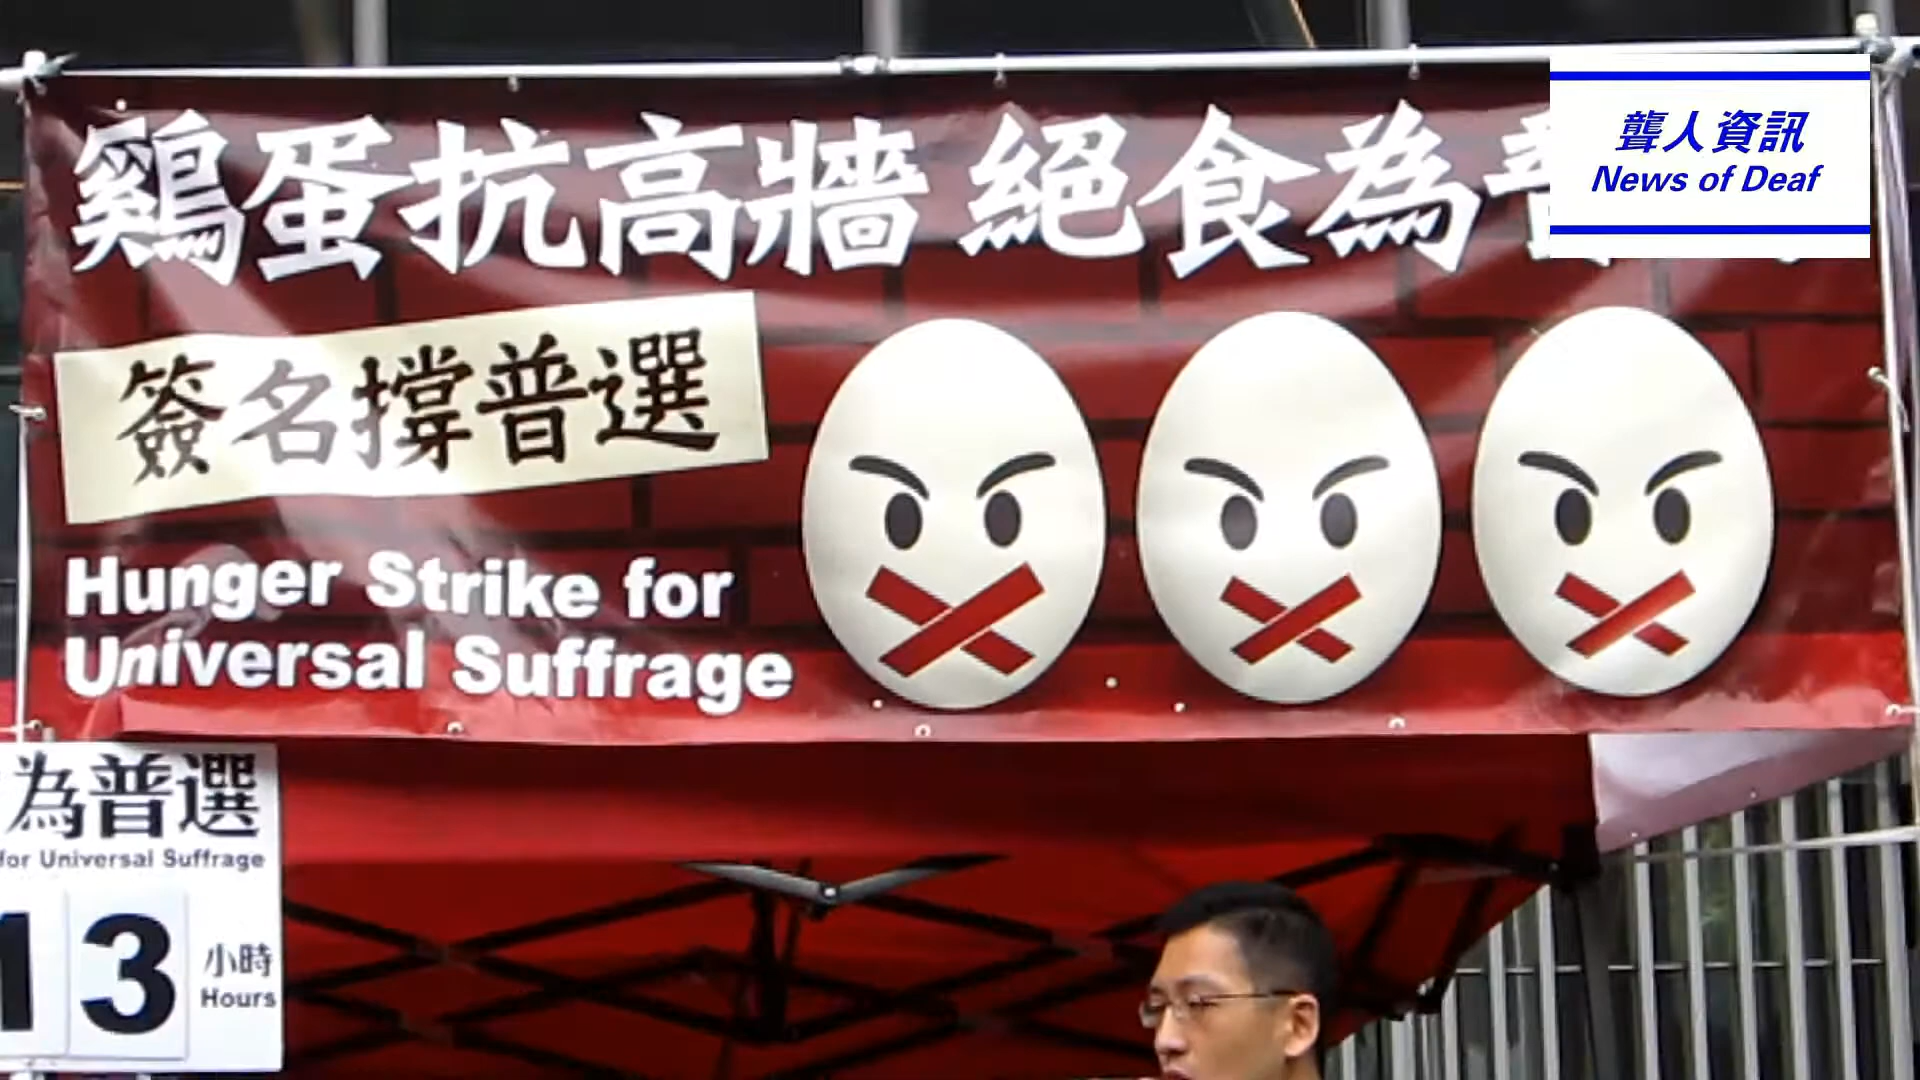 鷄蛋抗高牆 絕食為普
聾人資訊
News of Deaf
簽名撐普選
Hunger Strike for
Universal Suffrage
為普選
for Universal Suffrage
13
小時
Hours